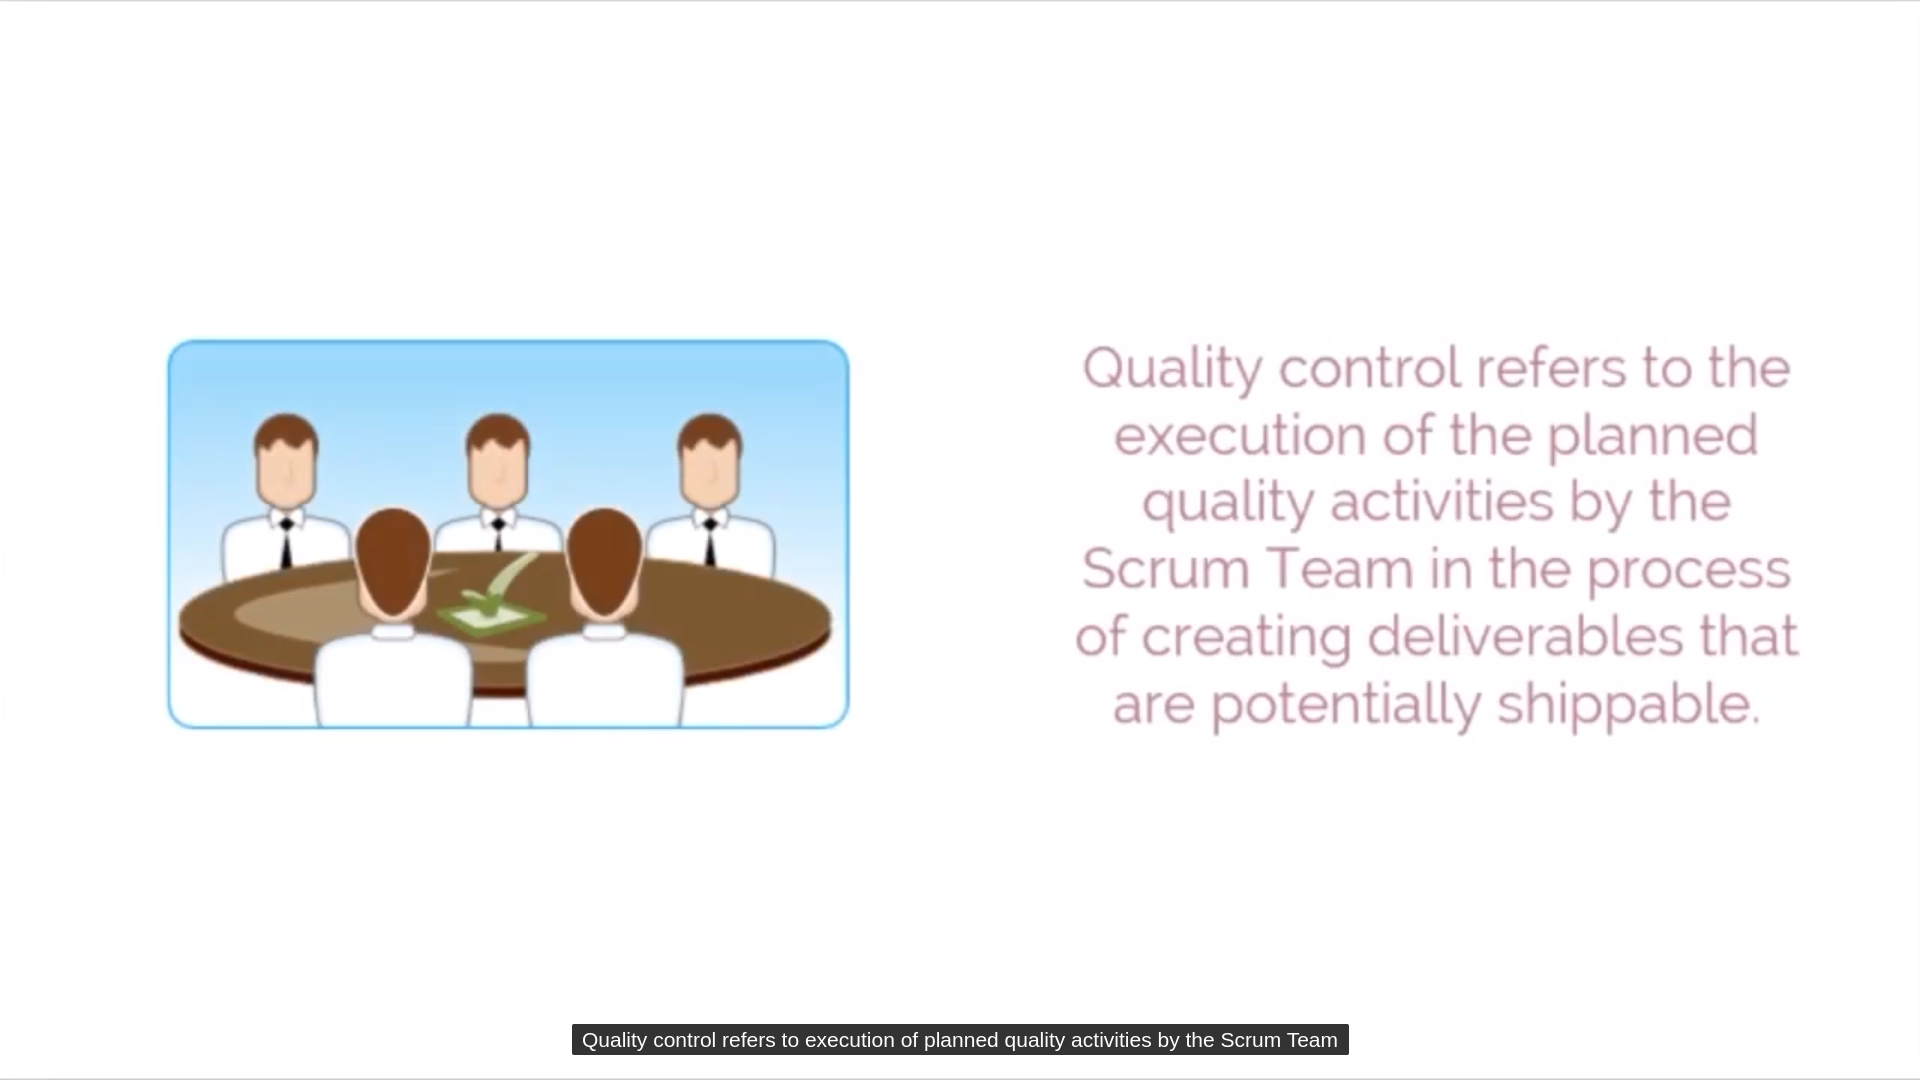 Quality control refers to the
execution of the planned
quality activities by the
Scrum Team in the process
of creating deliverables that
are potentially shippable.
Quality control refers to execution of planned quality activities by the Scrum Team